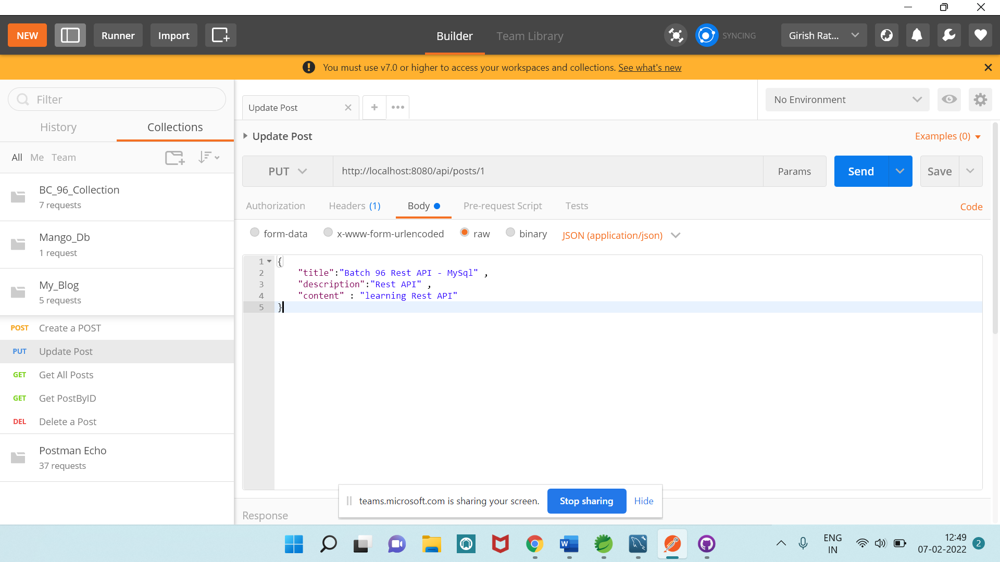 NEW
Runner
Import
Builder
Team Library
SYNCING
Girish Rat...
You must use v7.0 or higher to access your workspaces and collections. See what's new
Filter
History
Collections
All Me Team
BC_96_Collection
7 requests
Mango_Db
1 request
My_Blog
5 requests
POST Create a POST
PUT Update Post
GET Get All Posts
GET Get PostByID
DEL Delete a Post
Postman Echo
37 requests
Update Post
No Environment
Update Post
Examples (0)
PUT
http://localhost:8080/api/posts/1
Params
Send
Save
Authorization
Headers (1)
Body
Pre-request Script
Tests
Code
form-data
x-www-form-urlencoded
raw
binary
JSON (application/json)
1 {
2 "title":"Batch 96 Rest API - MySql" ,
3 "description":"Rest API" ,
4 "content" : "learning Rest API"
5 }
teams.microsoft.com is sharing your screen.
Stop sharing
Hide
Response
W
ENG
IN
12:49
07-02-2022
2